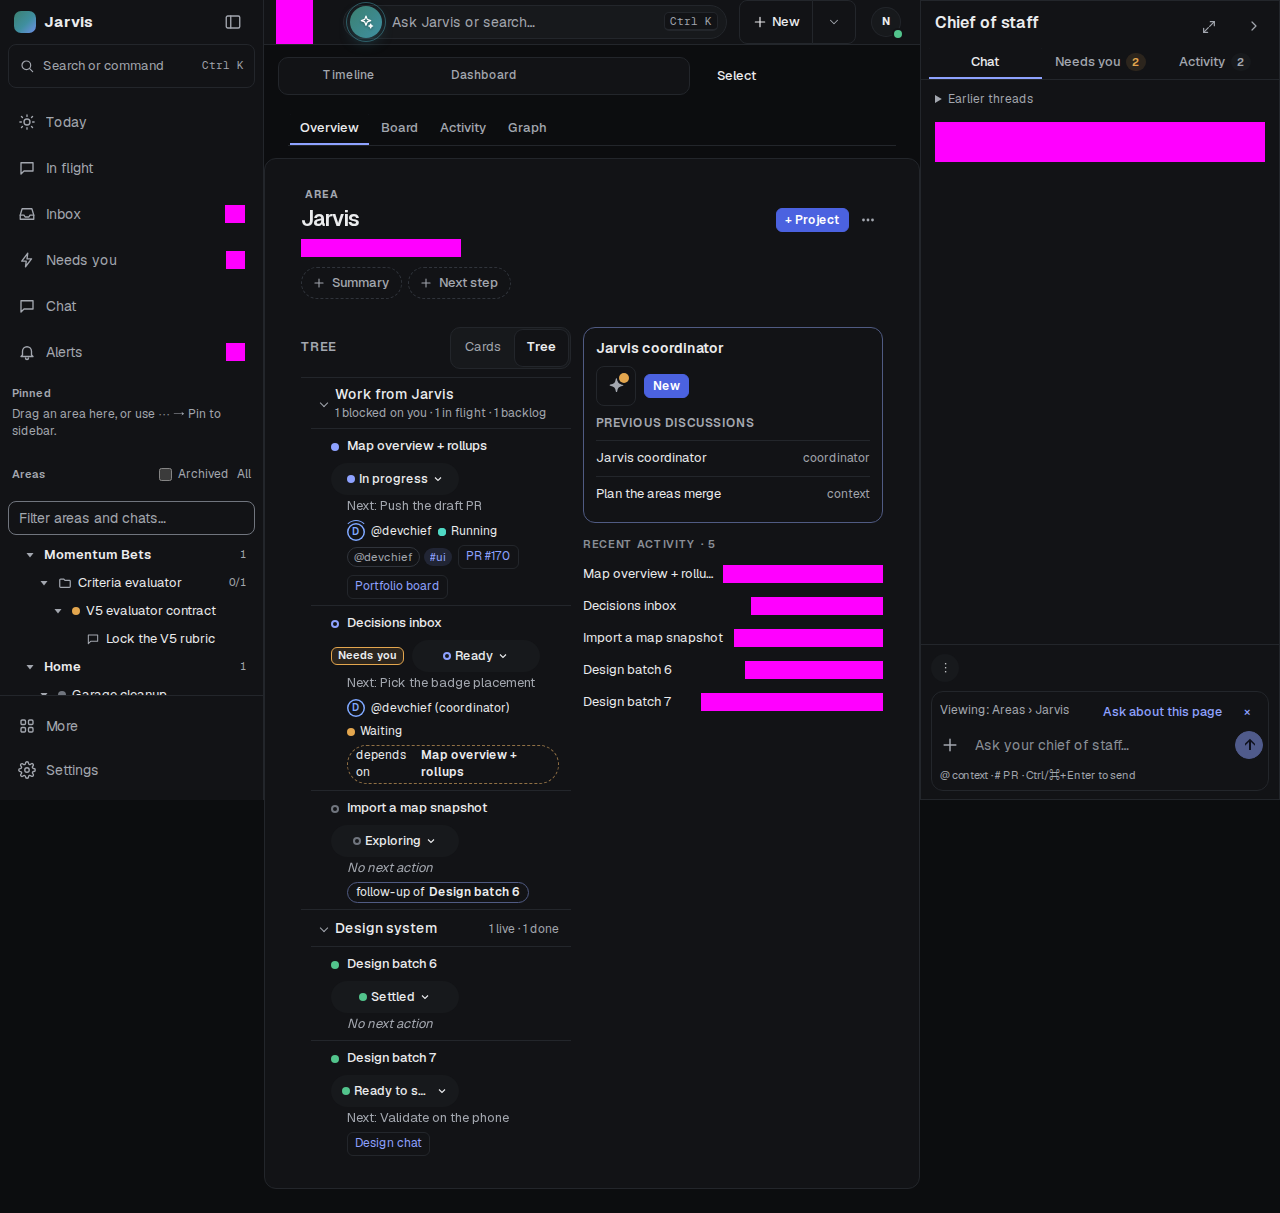 Jarvis
Search or command Ctrl K
Today
In flight
Inbox
Needs you
Chat
Alerts
Pinned
Drag an area here, or use ··· → Pin to
sidebar.
Areas Archived All
Filter areas and chats...
Momentum Bets 1
Criteria evaluator 0/1
V5 evaluator contract
Lock the V5 rubric
Home 1
Garage cleanup
More
Settings
Ask Jarvis or search... Ctrl K
+ New
N
Timeline Dashboard Select
Overview Board Activity Graph
AREA
Jarvis
+ Project ···
+ Summary + Next step
TREE Cards Tree
Work from Jarvis
1 blocked on you · 1 in flight · 1 backlog
Map overview + rollups
In progress
Next: Push the draft PR
D @devchief Running
@devchief #ui PR #170
Portfolio board
Decisions inbox
Needs you Ready
Next: Pick the badge placement
D @devchief (coordinator)
Waiting
depends on Map overview + rollups
Import a map snapshot
Exploring
No next action
follow-up of Design batch 6
Design system 1 live · 1 done
Design batch 6
Settled
No next action
Design batch 7
Ready to s...
Next: Validate on the phone
Design chat
Jarvis coordinator
New
PREVIOUS DISCUSSIONS
Jarvis coordinator coordinator
Plan the areas merge context
RECENT ACTIVITY · 5
Map overview + rollu...
Decisions inbox
Import a map snapshot
Design batch 6
Design batch 7
Chief of staff
Chat Needs you 2 Activity 2
Earlier threads
Viewing: Areas › Jarvis Ask about this page ×
Ask your chief of staff...
@ context · # PR · Ctrl/⌘+Enter to send